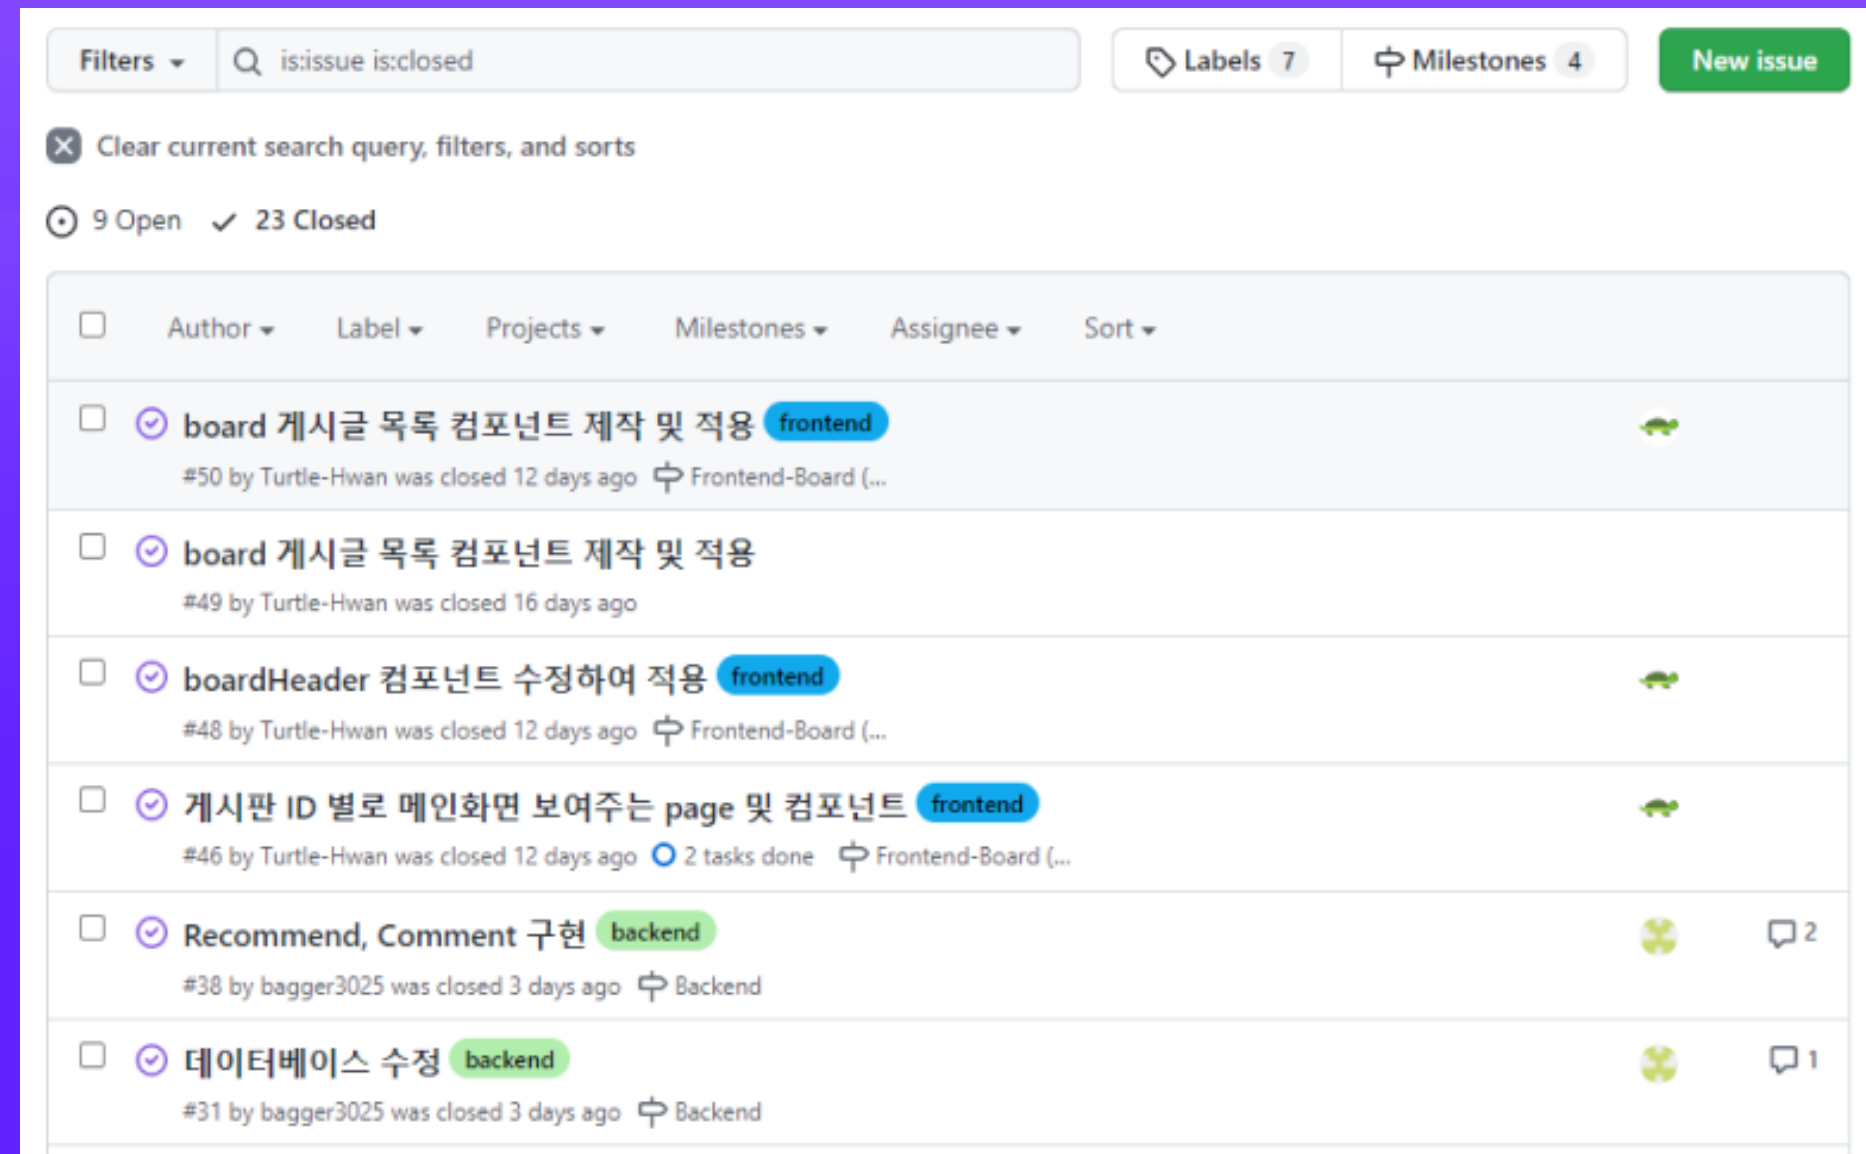 Filters is:issue is:closed Labels 7 Milestones 4 New issue
Clear current search query, filters, and sorts
9 Open 23 Closed
Author Label Projects Milestones Assignee Sort
board 게시글 목록 컴포넌트 제작 및 적용 frontend
#50 by Turtle-Hwan was closed 12 days ago Frontend-Board (...
board 게시글 목록 컴포넌트 제작 및 적용
#49 by Turtle-Hwan was closed 16 days ago
boardHeader 컴포넌트 수정하여 적용 frontend
#48 by Turtle-Hwan was closed 12 days ago Frontend-Board (...
게시판 ID 별로 메인화면 보여주는 page 및 컴포넌트 frontend
#46 by Turtle-Hwan was closed 12 days ago 2 tasks done Frontend-Board (...
Recommend, Comment 구현 backend 2
#38 by bagger3025 was closed 3 days ago Backend
데이터베이스 수정 backend 1
#31 by bagger3025 was closed 3 days ago Backend